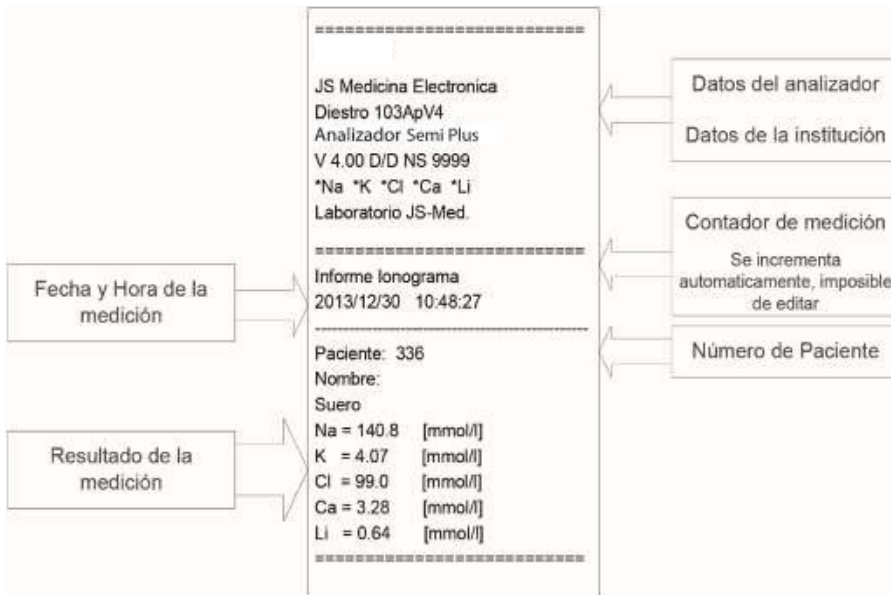 ===========================
JS Medicina Electronica
Diestro 103ApV4
Analizador Semi Plus
V 4.00 D/D NS 9999
*Na *K *Cl *Ca *Li
Laboratorio JS-Med.
===========================
Informe Ionograma
2013/12/30 10:48:27
---------------------------------------------
Paciente: 336
Nombre:
Suero
Na = 140.8 [mmol/l]
K = 4.07 [mmol/l]
Cl = 99.0 [mmol/l]
Ca = 3.28 [mmol/l]
Li = 0.64 [mmol/l]
===========================
Fecha y Hora de la
medición
Resultado de la
medición
Datos del analizador
Datos de la institución
Contador de medición
Se incrementa
automaticamente, imposible
de editar
Número de Paciente